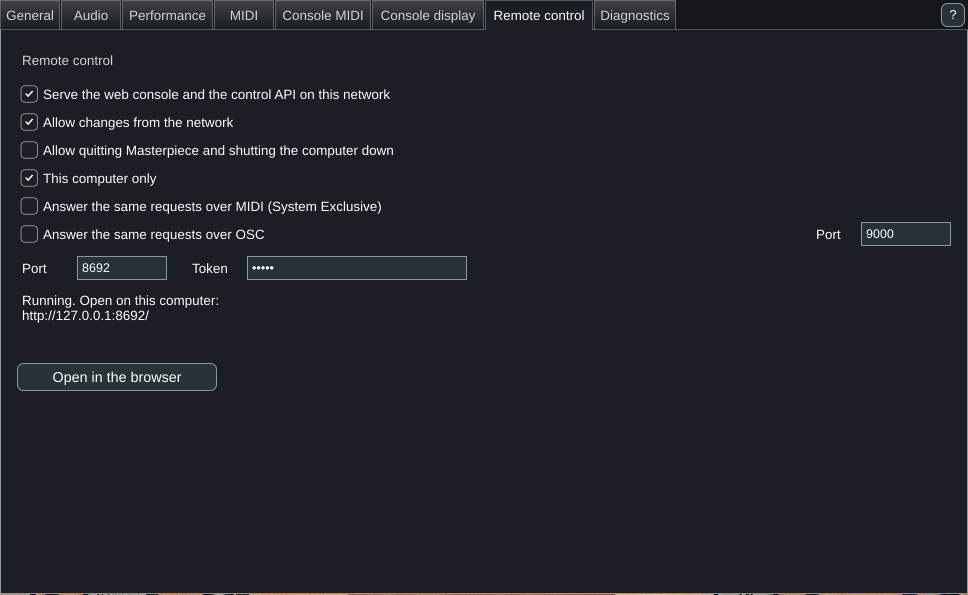 General
Audio
Performance
MIDI
Console MIDI
Console display
Remote control
Diagnostics
?
Remote control
Serve the web console and the control API on this network
Allow changes from the network
Allow quitting Masterpiece and shutting the computer down
This computer only
Answer the same requests over MIDI (System Exclusive)
Answer the same requests over OSC
Port
9000
Port
8692
Token
•••••
Running. Open on this computer:
http://127.0.0.1:8692/
Open in the browser